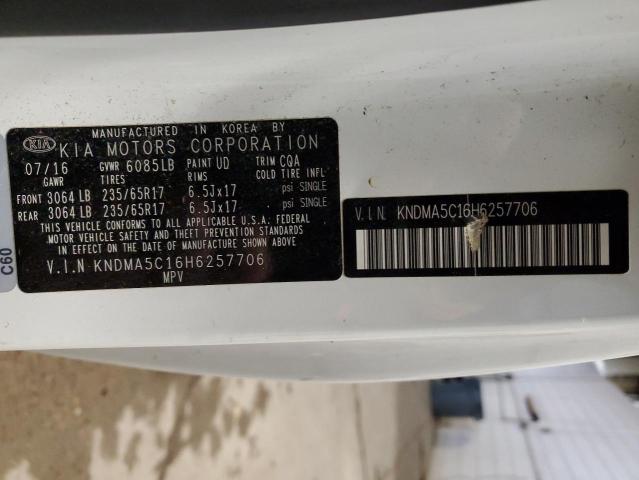 MANUFACTURED IN KOREA BY
KIA KIA MOTORS CORPORATION
07/16 GVWR 6085LB PAINT UD TRIM CQA
GAWR TIRES RIMS COLD TIRE INFL
FRONT 3064 LB 235/65R17 6.5Jx17 psi SINGLE
REAR 3064 LB 235/65R17 6.5Jx17 psi SINGLE
THIS VEHICLE CONFORMS TO ALL APPLICABLE U.S.A. FEDERAL
MOTOR VEHICLE SAFETY, BUMPER, AND THEFT PREVENTION
STANDARDS IN EFFECT ON THE DATE OF MANUFACTURE SHOWN ABOVE.
V.I.N KNDMA5C16H6257706
MPV
V.I.N. KNDMA5C16H6257706
C60